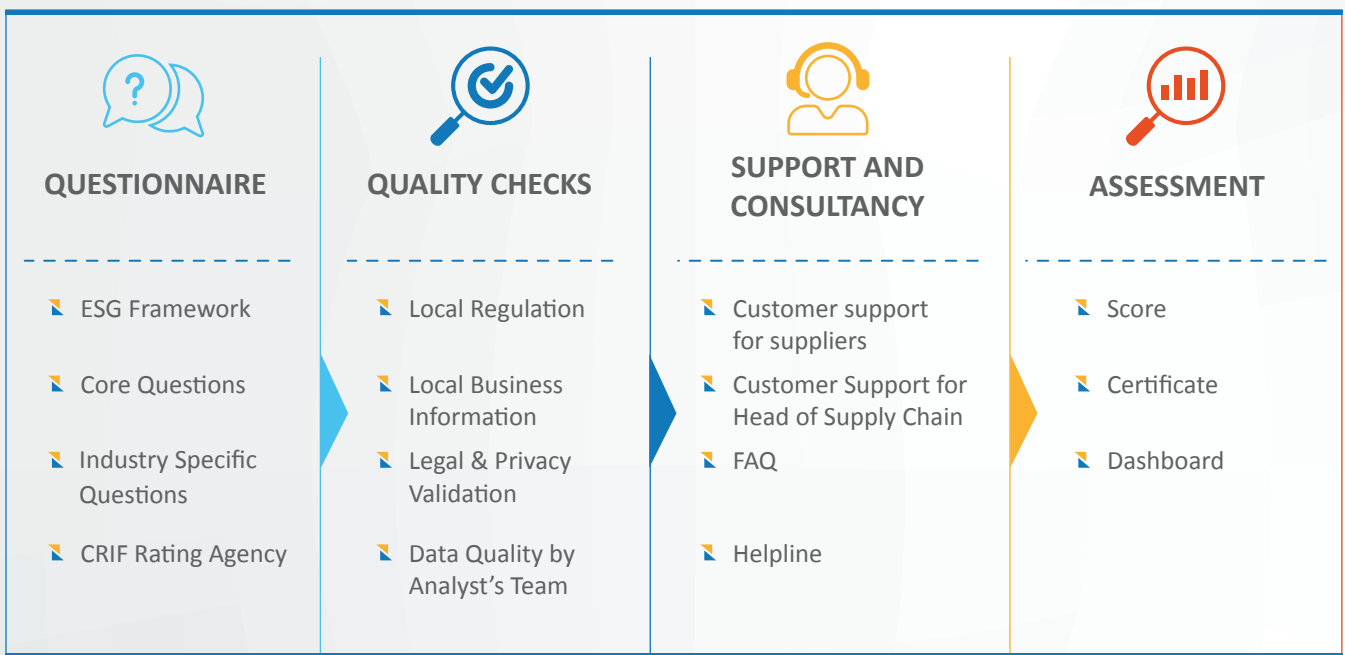 ?
QUESTIONNAIRE
ESG Framework
Core Questions
Industry Specific
Questions
CRIF Rating Agency
QUALITY CHECKS
Local Regulation
Local Business
Information
Legal & Privacy
Validation
Data Quality by
Analyst’s Team
SUPPORT AND
CONSULTANCY
Customer support
for suppliers
Customer Support for
Head of Supply Chain
FAQ
Helpline
ASSESSMENT
Score
Certificate
Dashboard